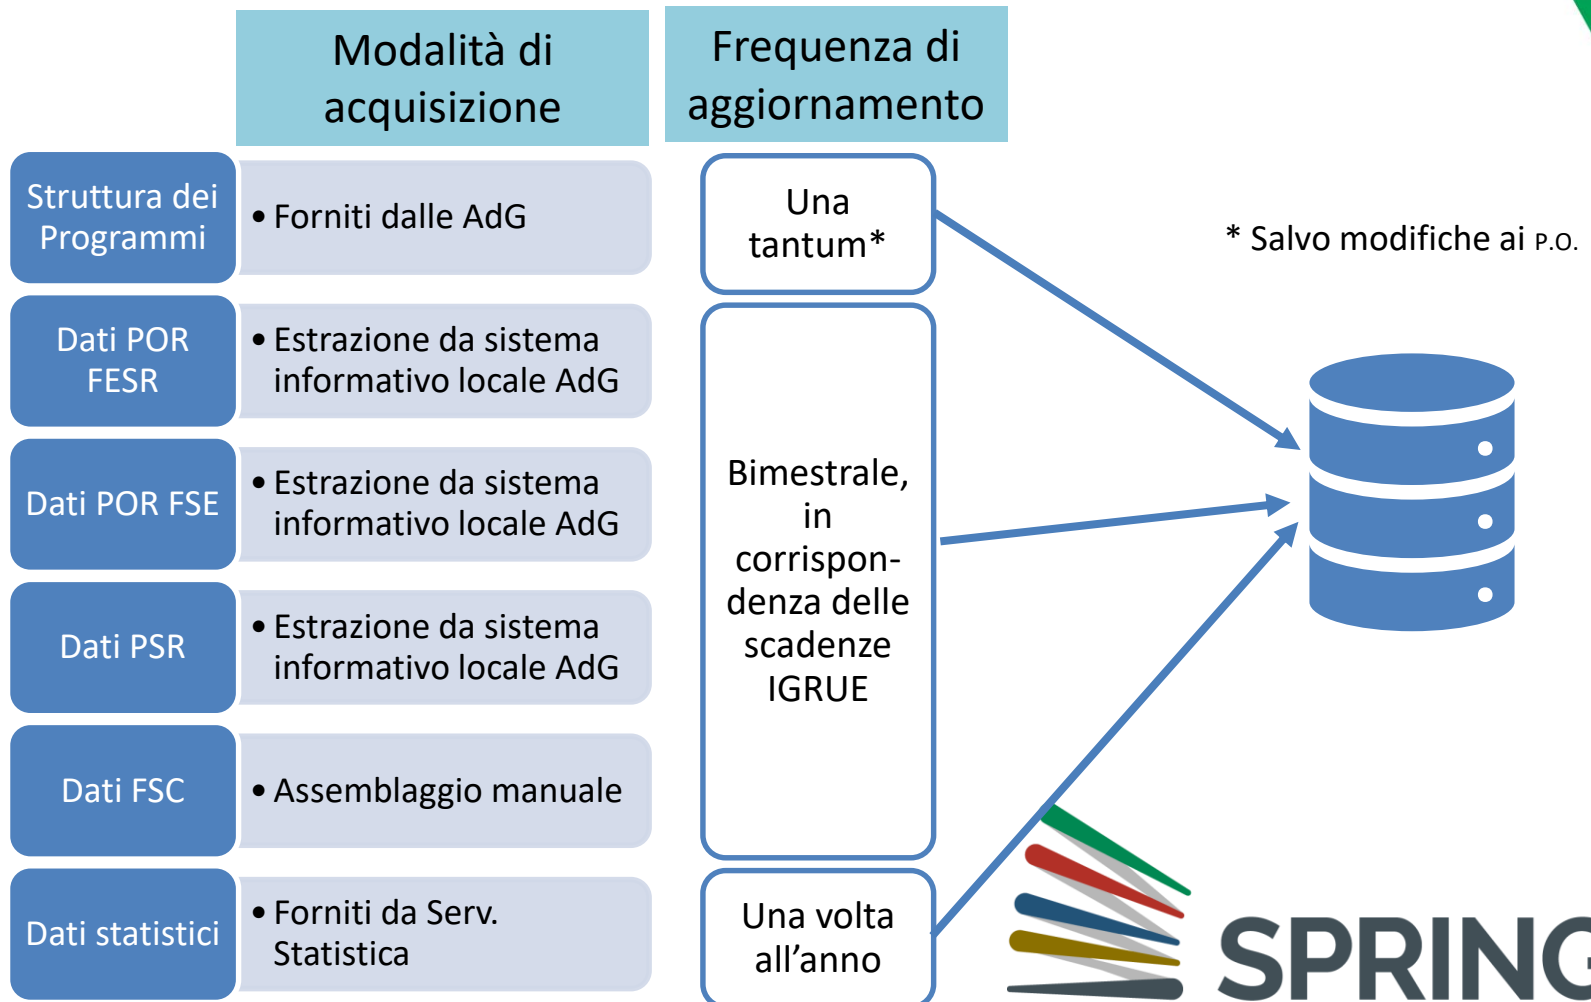 Modalità di
acquisizione
Frequenza di
aggiornamento
Struttura dei
Programmi
• Forniti dalle AdG
Una
tantum*
* Salvo modifiche ai P.O.
Dati POR
FESR
• Estrazione da sistema
informativo locale AdG
Dati POR FSE
• Estrazione da sistema
informativo locale AdG
Dati PSR
• Estrazione da sistema
informativo locale AdG
Dati FSC
• Assemblaggio manuale
Bimestrale,
in
corrispon-
denza delle
scadenze
IGRUE
Dati statistici
• Forniti da Serv.
Statistica
Una volta
all’anno
SPRING